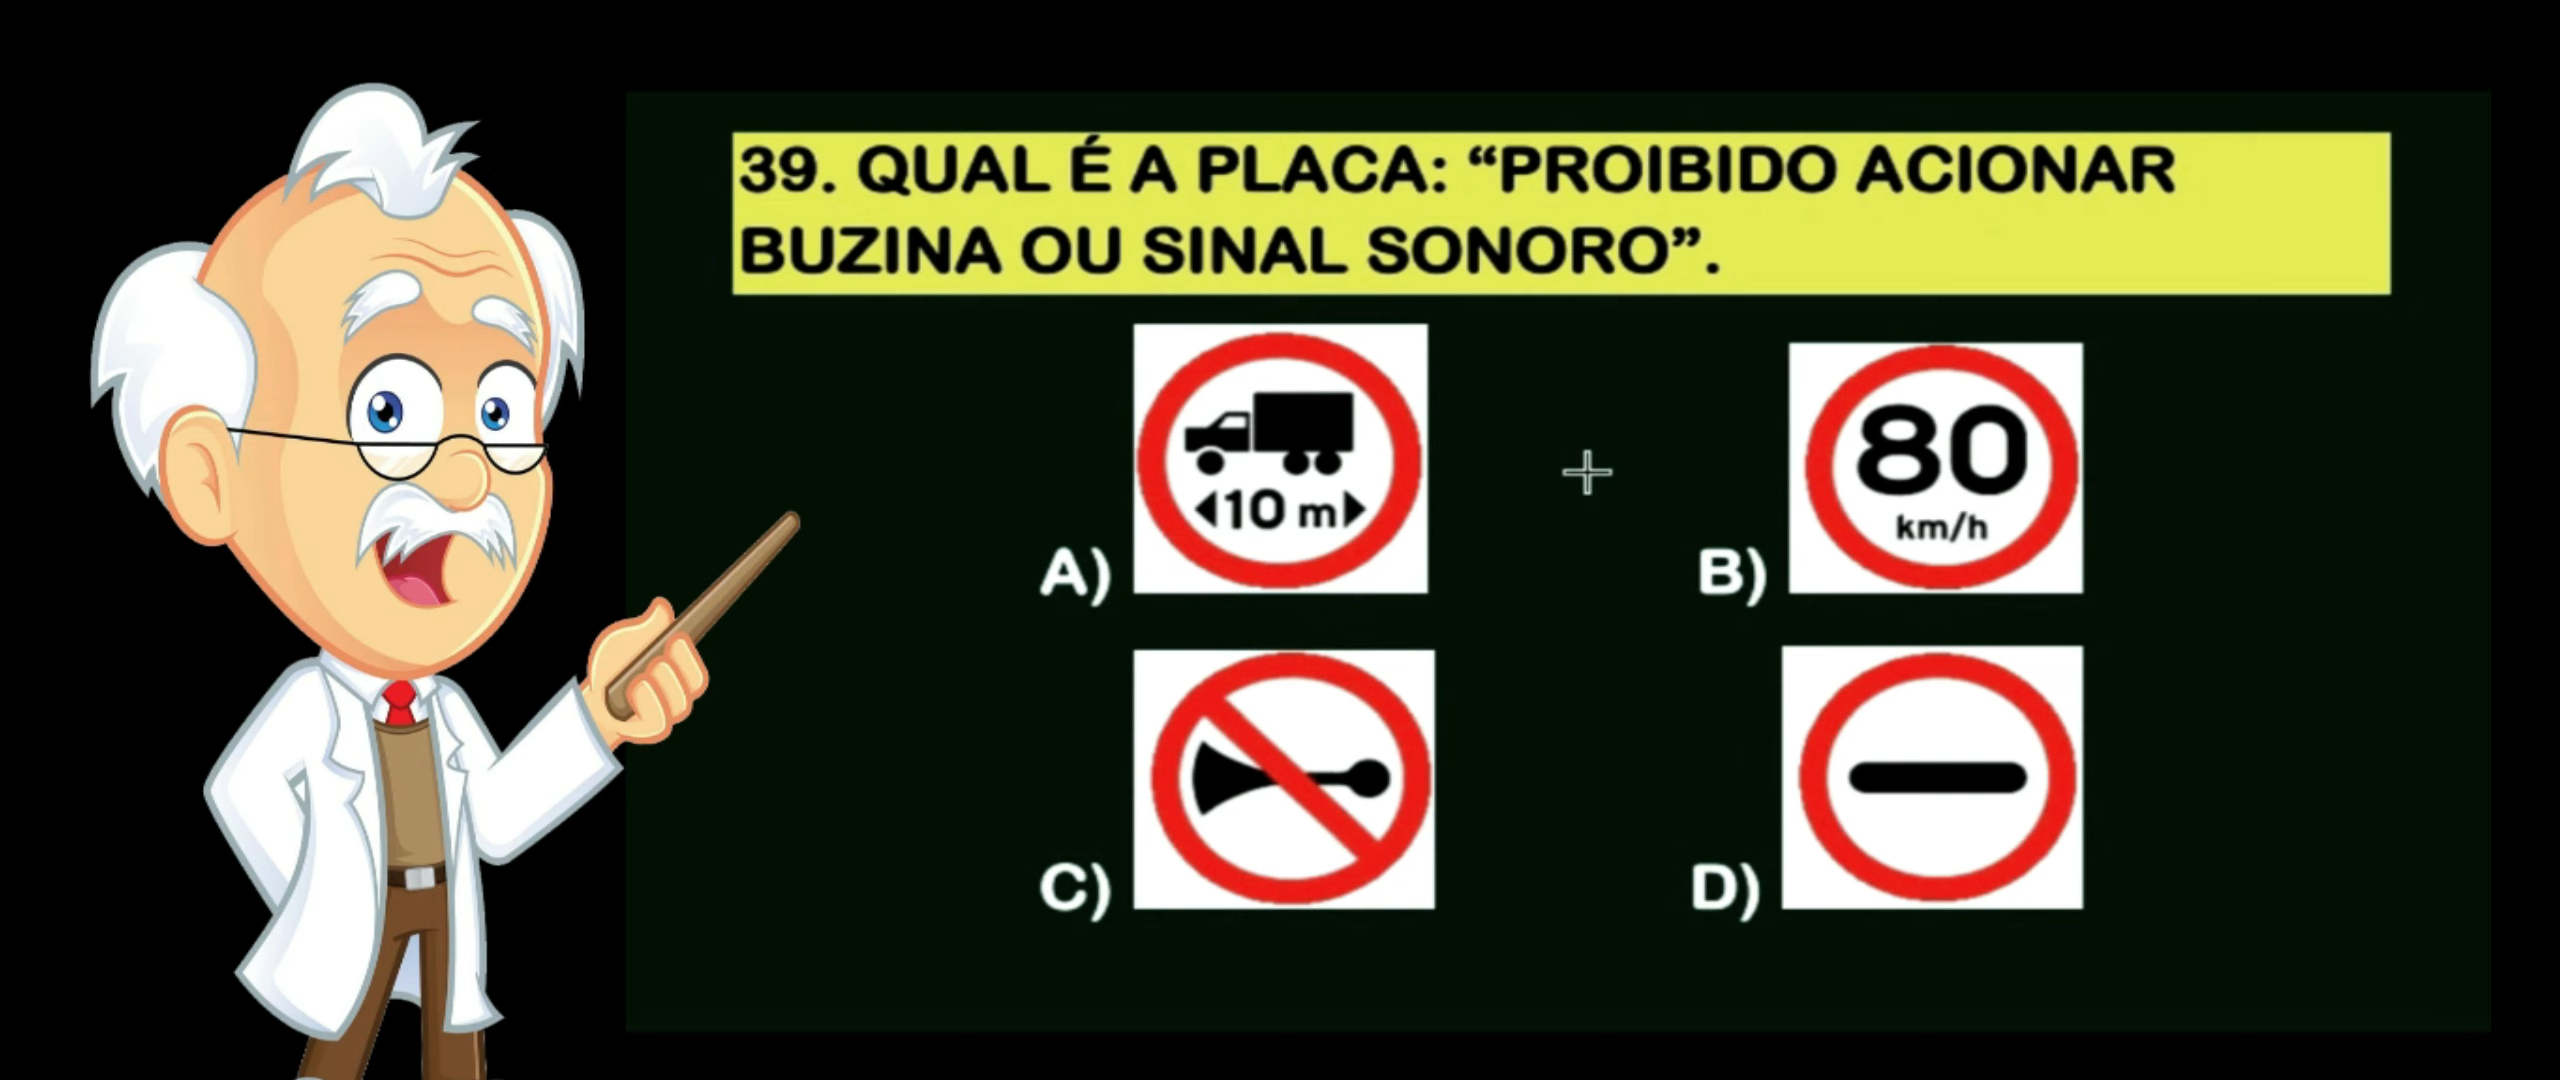 39. QUAL É A PLACA: “PROIBIDO ACIONAR
BUZINA OU SINAL SONORO”.
10 m
A)
80
km/h
B)
C)
D)